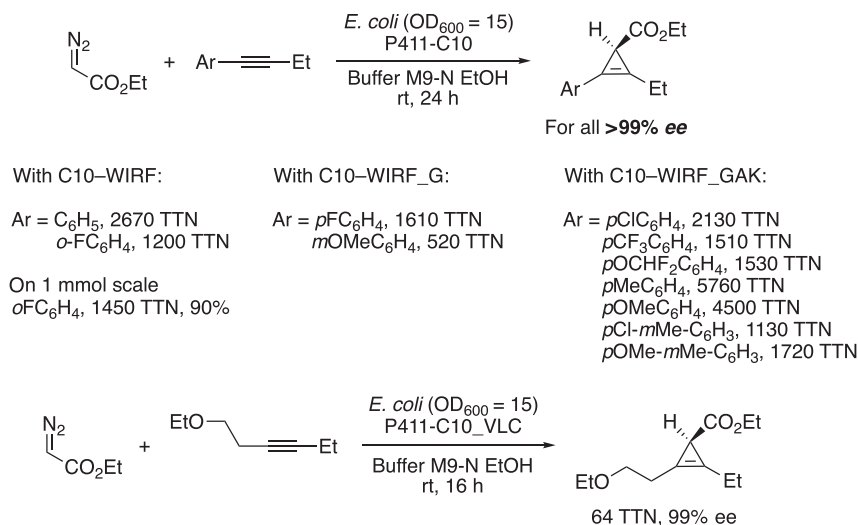 N2
CO2Et
+
Ar
Et
E. coli (OD600 = 15)
P411-C10
Buffer M9-N EtOH
rt, 24 h
H
CO2Et
Ar
Et
For all >99% ee
With C10–WIRF:
Ar = C6H5, 2670 TTN
o-FC6H4, 1200 TTN
On 1 mmol scale
oFC6H4, 1450 TTN, 90%
With C10–WIRF_G:
Ar = pFC6H4, 1610 TTN
mOMeC6H4, 520 TTN
With C10–WIRF_GAK:
Ar = pClC6H4, 2130 TTN
pCF3C6H4, 1510 TTN
pOCHF2C6H4, 1530 TTN
pMeC6H4, 5760 TTN
pOMeC6H4, 4500 TTN
pCl-mMe-C6H3, 1130 TTN
pOMe-mMe-C6H3, 1720 TTN
N2
CO2Et
+
EtO
Et
E. coli (OD600 = 15)
P411-C10_VLC
Buffer M9-N EtOH
rt, 16 h
H
CO2Et
EtO
Et
64 TTN, 99% ee